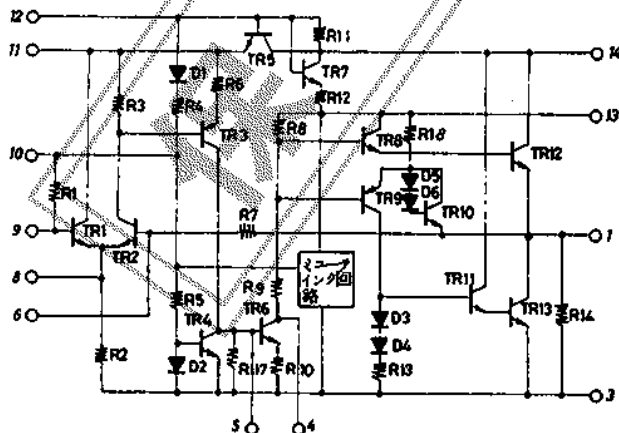 12
11
14
R11
TR5
TR7
D1
R6
R4
R12
R3
13
R8
R18
TR3
TR8
TR12
10
D5
R1
D6
TR9
TR10
R7
9
TR1
TR2
1
8
ミューテ
ィング回
路
TR11
R5
R9
6
TR4
TR6
D3
TR13
R14
R2
D4
D2
R17
R10
R13
3
5
4